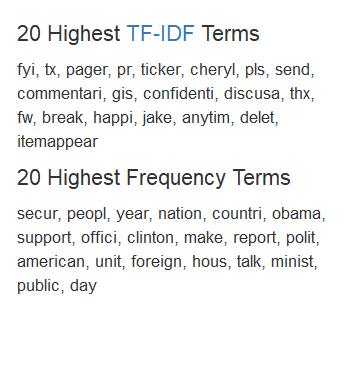 20 Highest TF-IDF Terms
fyi, tx, pager, pr, ticker, cheryl, pls, send,
commentari, gis, confidenti, discusa, thx,
fw, break, happi, jake, anytim, delet,
itemappear
20 Highest Frequency Terms
secur, peopl, year, nation, countri, obama,
support, offici, clinton, make, report, polit,
american, unit, foreign, hous, talk, minist,
public, day